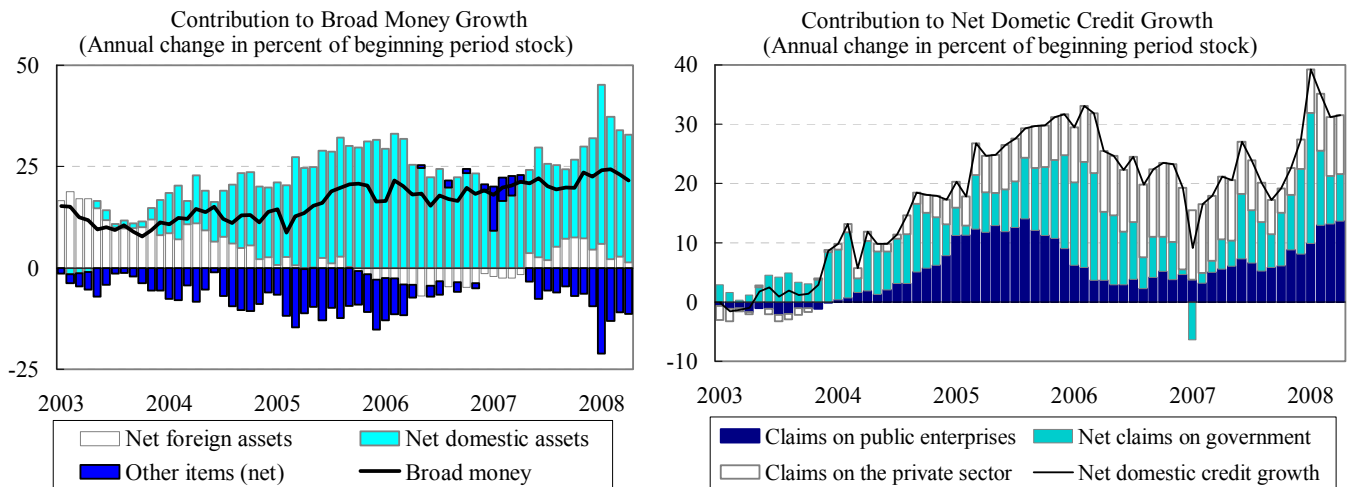 Contribution to Broad Money Growth
(Annual change in percent of beginning period stock)
50
25
0
-25
2003 2004 2005 2006 2007 2008
Net foreign assets Net domestic assets
Other items (net) Broad money
Contribution to Net Dometic Credit Growth
(Annual change in percent of beginning period stock)
40
30
20
10
0
-10
2003 2004 2005 2006 2007 2008
Claims on public enterprises Net claims on government
Claims on the private sector Net domestic credit growth